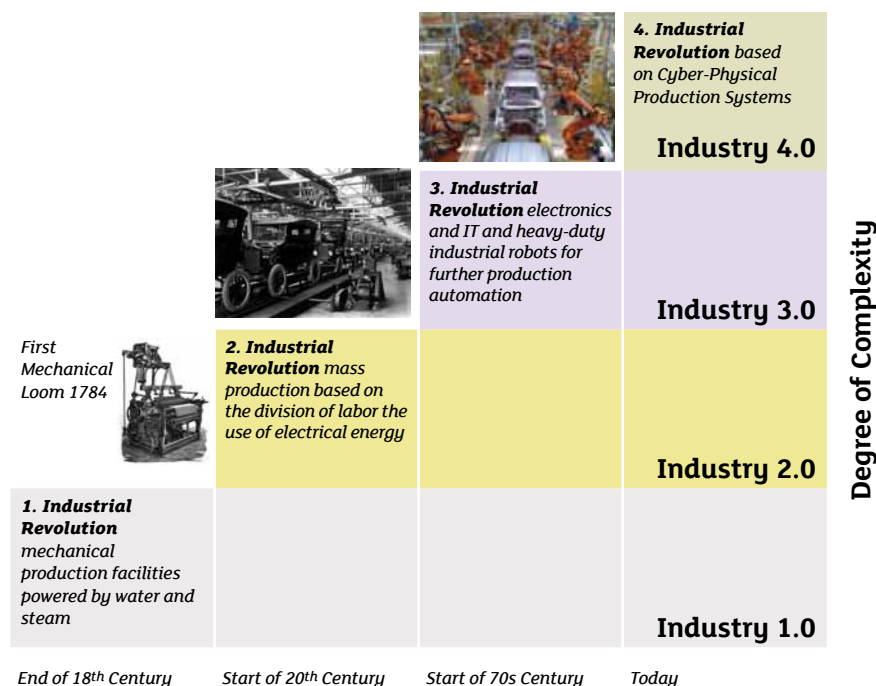 4. Industrial
Revolution based
on Cyber-Physical
Production Systems
Industry 4.0
3. Industrial
Revolution electronics
and IT and heavy-duty
industrial robots for
further production
automation
Industry 3.0
First
Mechanical
Loom 1784
2. Industrial
Revolution mass
production based on
the division of labor the
use of electrical energy
Industry 2.0
1. Industrial
Revolution
mechanical
production facilities
powered by water and
steam
Industry 1.0
Degree of Complexity
End of 18th Century
Start of 20th Century
Start of 70s Century
Today